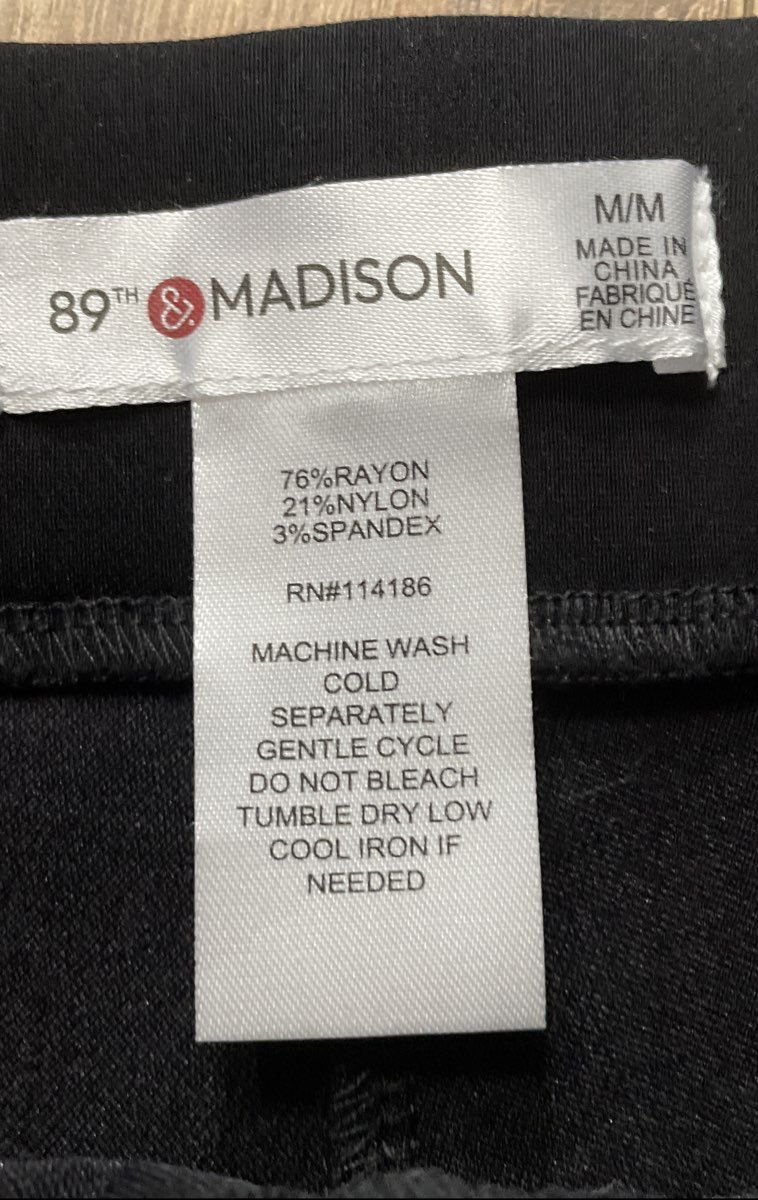 89TH & MADISON
M/M
MADE IN
CHINA
FABRIQUÉ
EN CHINE
76%RAYON
21%NYLON
3%SPANDEX
RN#114186
MACHINE WASH
COLD
SEPARATELY
GENTLE CYCLE
DO NOT BLEACH
TUMBLE DRY LOW
COOL IRON IF
NEEDED